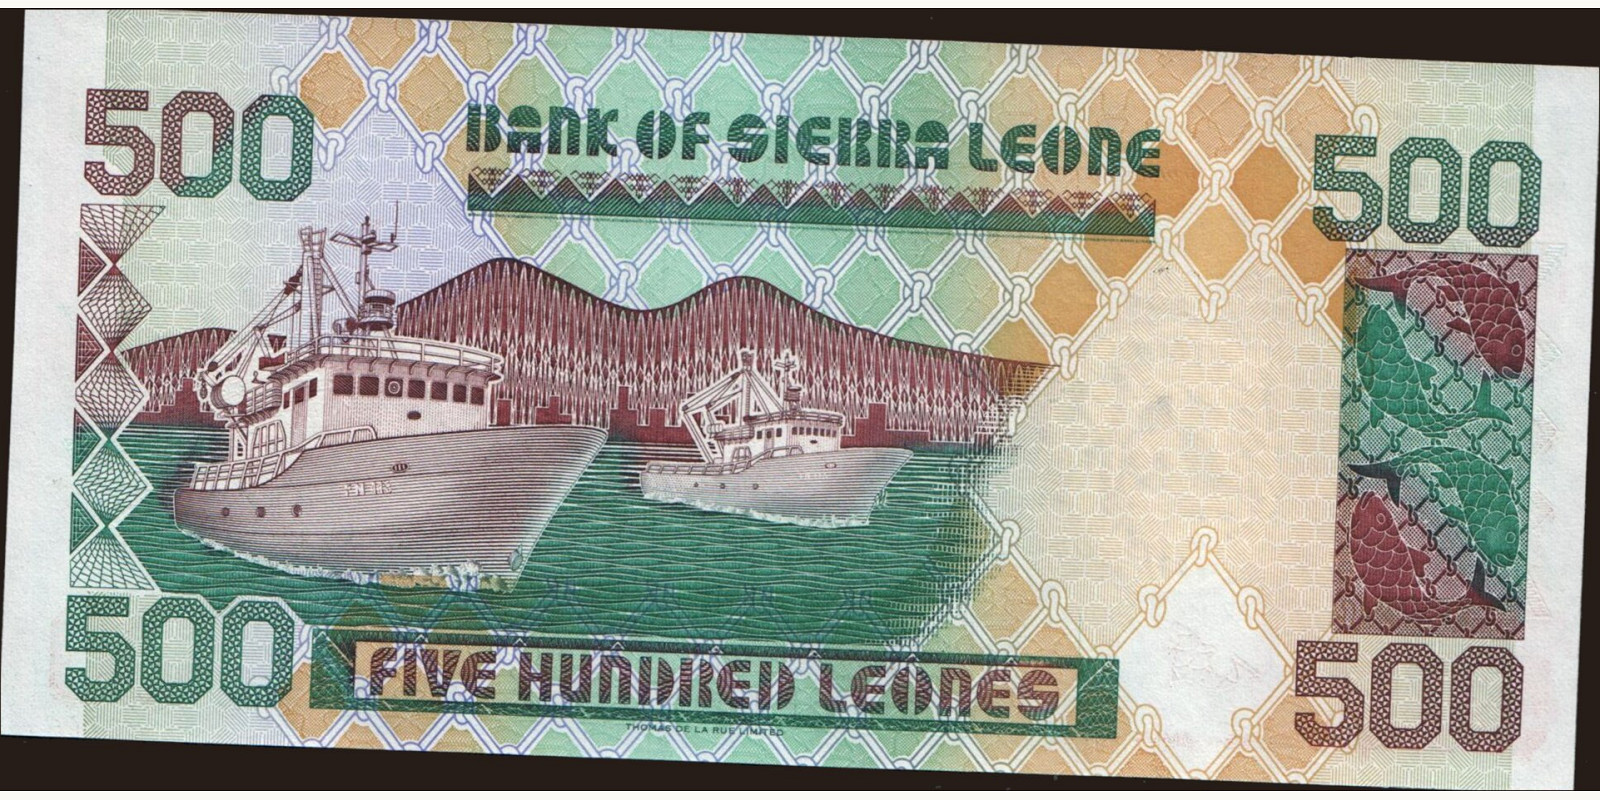 500
BANK OF SIERRA LEONE
500
500
FIVE HUNDRED LEONES
500
THOMAS DE LA RUE LIMITED